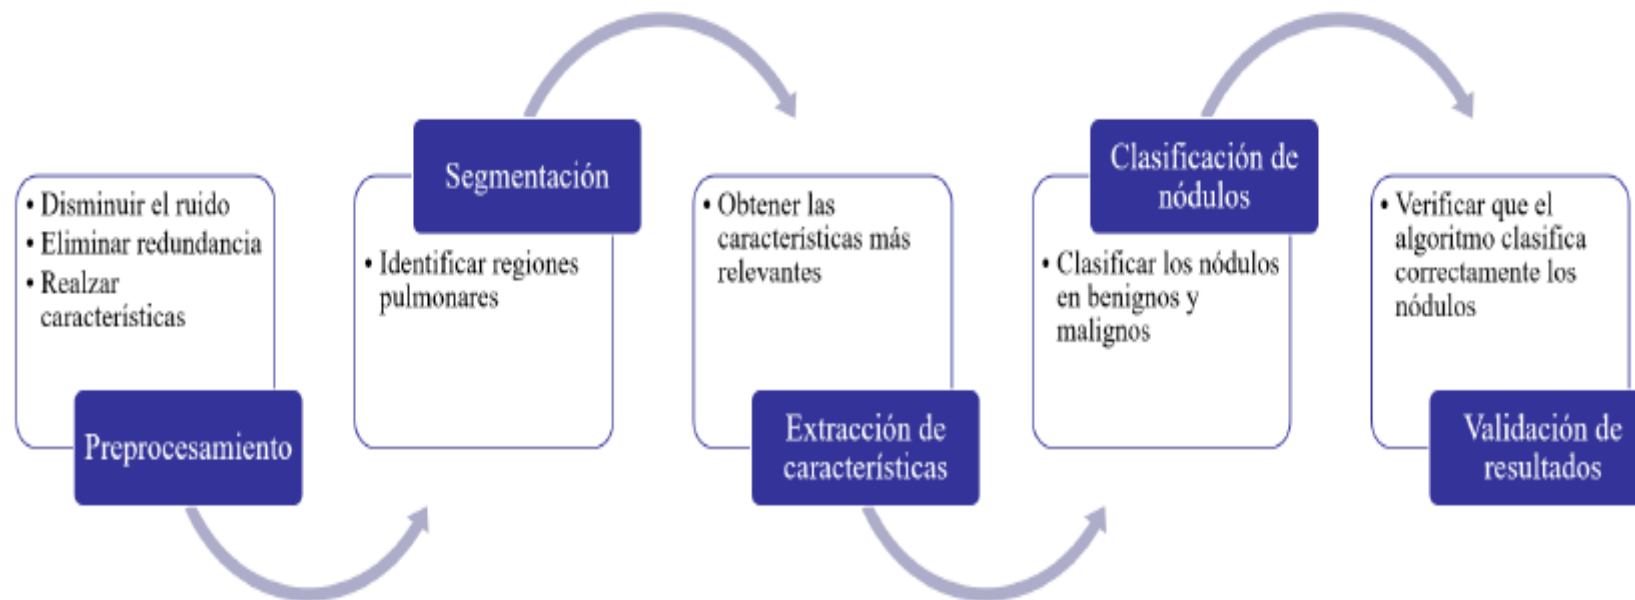 • Disminuir el ruido
• Eliminar redundancia
• Realzar
características
Preprocesamiento
Segmentación
• Identificar regiones
pulmonares
• Obtener las
características más
relevantes
Extracción de
características
Clasificación de
nódulos
• Clasificar los nódulos
en benignos y
malignos
• Verificar que el
algoritmo clasifica
correctamente los
nódulos
Validación de
resultados